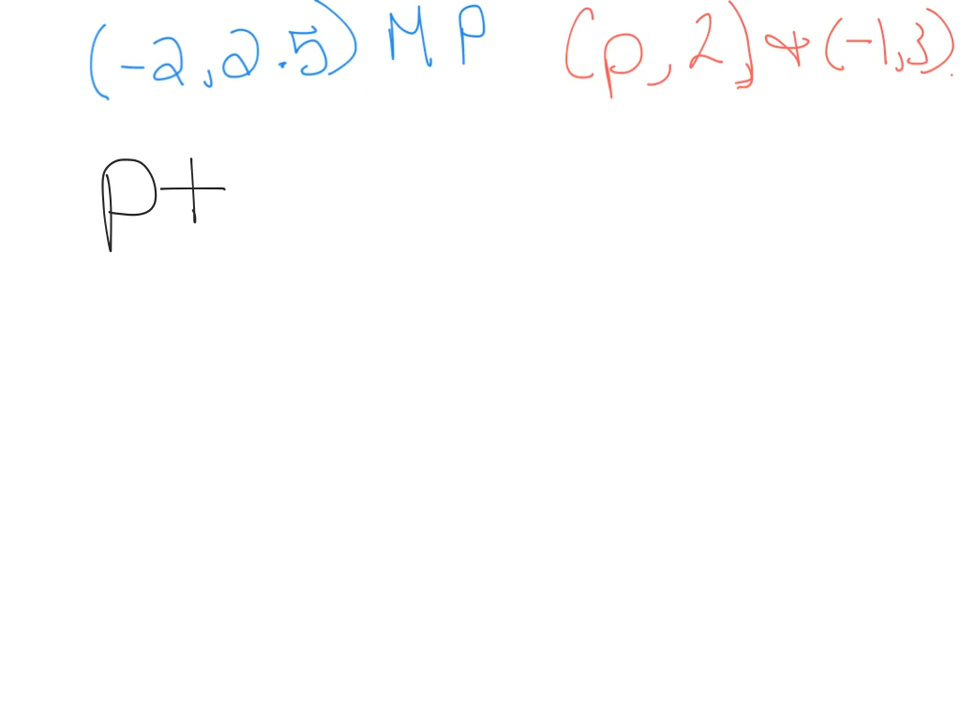 (-2,2.5) MP (p,2) & (-1,3).
p+